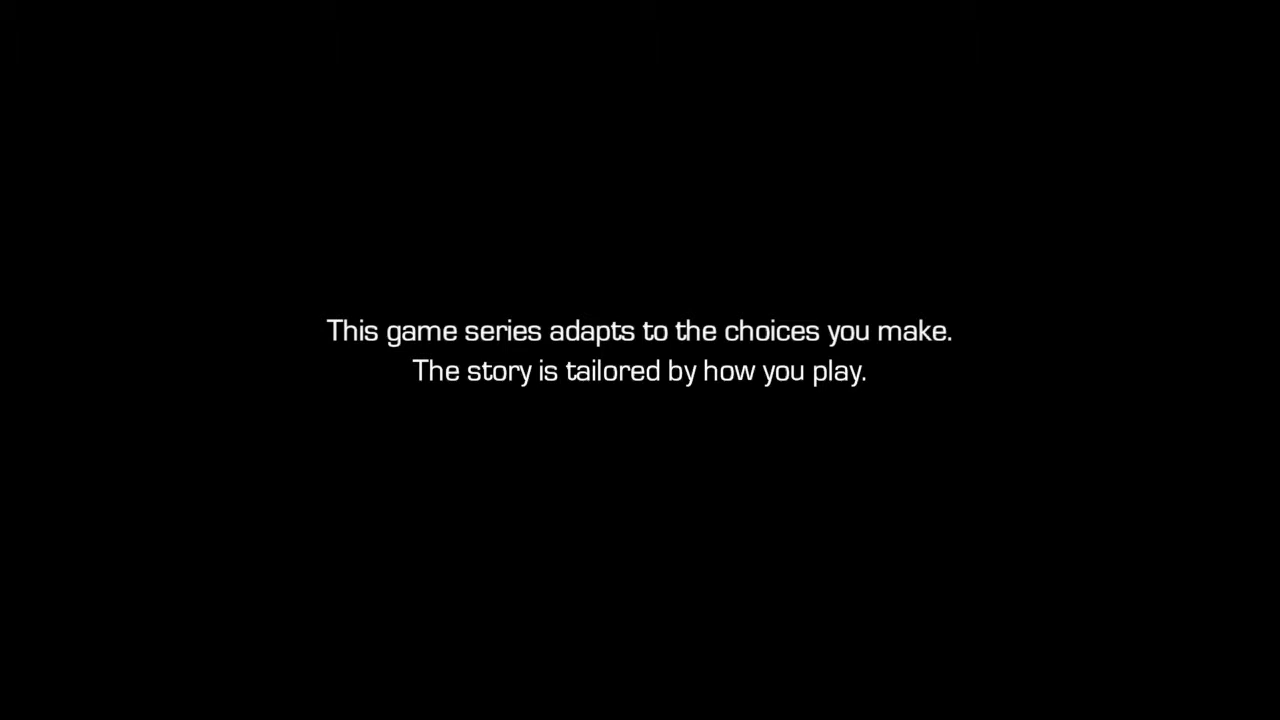 This game series adapts to the choices you make.
The story is tailored by how you play.